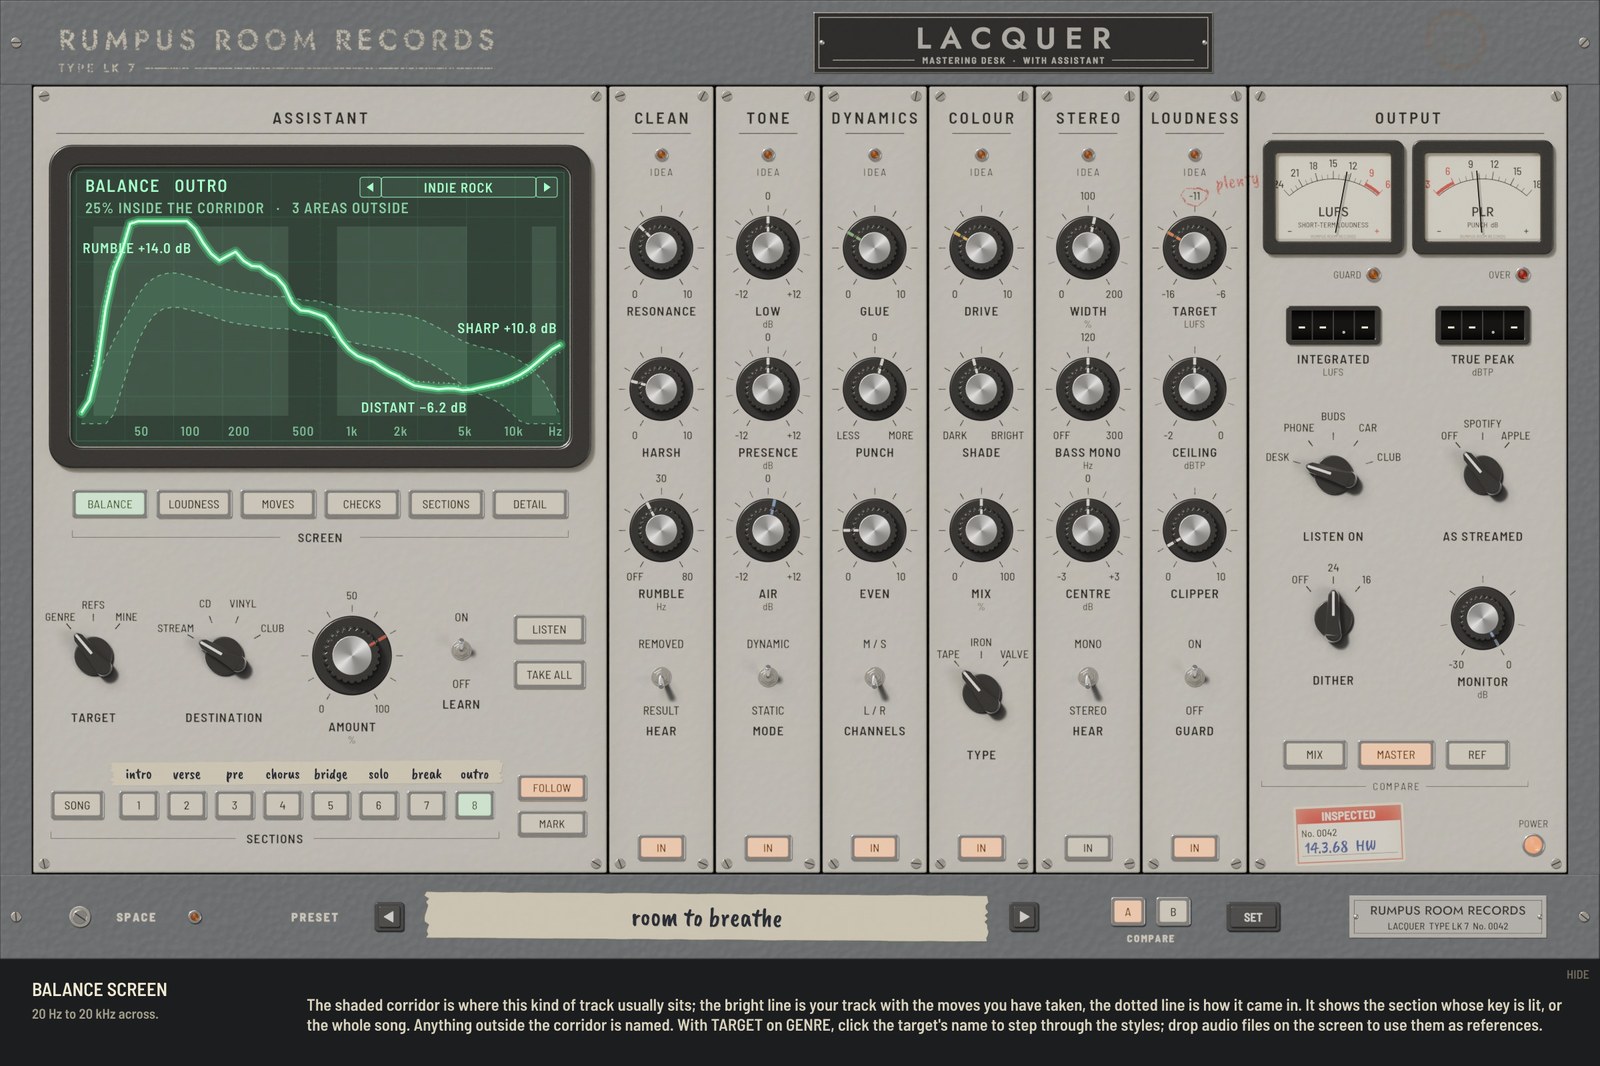 RUMPUS ROOM RECORDS
TYPE LK 7
LACQUER
MASTERING DESK · WITH ASSISTANT
ASSISTANT
BALANCE OUTRO
INDIE ROCK
25% INSIDE THE CORRIDOR · 3 AREAS OUTSIDE
RUMBLE +14.0 dB
SHARP +10.8 dB
DISTANT −6.2 dB
50 100 200 500 1k 2k 5k 10k Hz
BALANCE LOUDNESS MOVES CHECKS SECTIONS DETAIL
SCREEN
GENRE REFS MINE
TARGET
STREAM CD VINYL CLUB
DESTINATION
50
0 100
AMOUNT
%
ON
OFF
LEARN
LISTEN
TAKE ALL
intro verse pre chorus bridge solo break outro
SONG 1 2 3 4 5 6 7 8
SECTIONS
FOLLOW
MARK
CLEAN
IDEA
0 10
RESONANCE
0 10
HARSH
30
OFF 80
RUMBLE
Hz
REMOVED
RESULT
HEAR
IN
TONE
IDEA
0
-12 +12
LOW
dB
0
-12 +12
PRESENCE
dB
0
-12 +12
AIR
dB
DYNAMIC
STATIC
MODE
IN
DYNAMICS
IDEA
0 10
GLUE
0
LESS MORE
PUNCH
0 10
EVEN
M / S
L / R
CHANNELS
IN
COLOUR
IDEA
0 10
DRIVE
DARK BRIGHT
SHADE
0 100
MIX
%
TAPE IRON VALVE
TYPE
IN
STEREO
IDEA
100
0 200
WIDTH
%
120
OFF 300
BASS MONO
Hz
0
-3 +3
CENTRE
dB
MONO
STEREO
HEAR
IN
LOUDNESS
IDEA
-11 plenty
-16 -6
TARGET
LUFS
-2 0
CEILING
dBTP
0 10
CLIPPER
ON
OFF
GUARD
IN
OUTPUT
24 21 18 15 12 9 6
LUFS
SHORT-TERM LOUDNESS
- +
3 6 9 12 15 18
PLR
PUNCH dB
- +
GUARD
OVER
--.-
INTEGRATED
LUFS
--.-
TRUE PEAK
dBTP
DESK PHONE BUDS CAR CLUB
LISTEN ON
OFF SPOTIFY APPLE
AS STREAMED
OFF 24 16
DITHER
-30 0
MONITOR
dB
MIX MASTER REF
COMPARE
INSPECTED
No. 0042
14.3.68 HW
POWER
SPACE
PRESET
room to breathe
A B
COMPARE
SET
RUMPUS ROOM RECORDS
LACQUER TYPE LK 7 No. 0042
HIDE
BALANCE SCREEN
20 Hz to 20 kHz across.
The shaded corridor is where this kind of track usually sits; the bright line is your track with the moves you have taken, the dotted line is how it came in. It shows the section whose key is lit, or
the whole song. Anything outside the corridor is named. With TARGET on GENRE, click the target's name to step through the styles; drop audio files on the screen to use them as references.